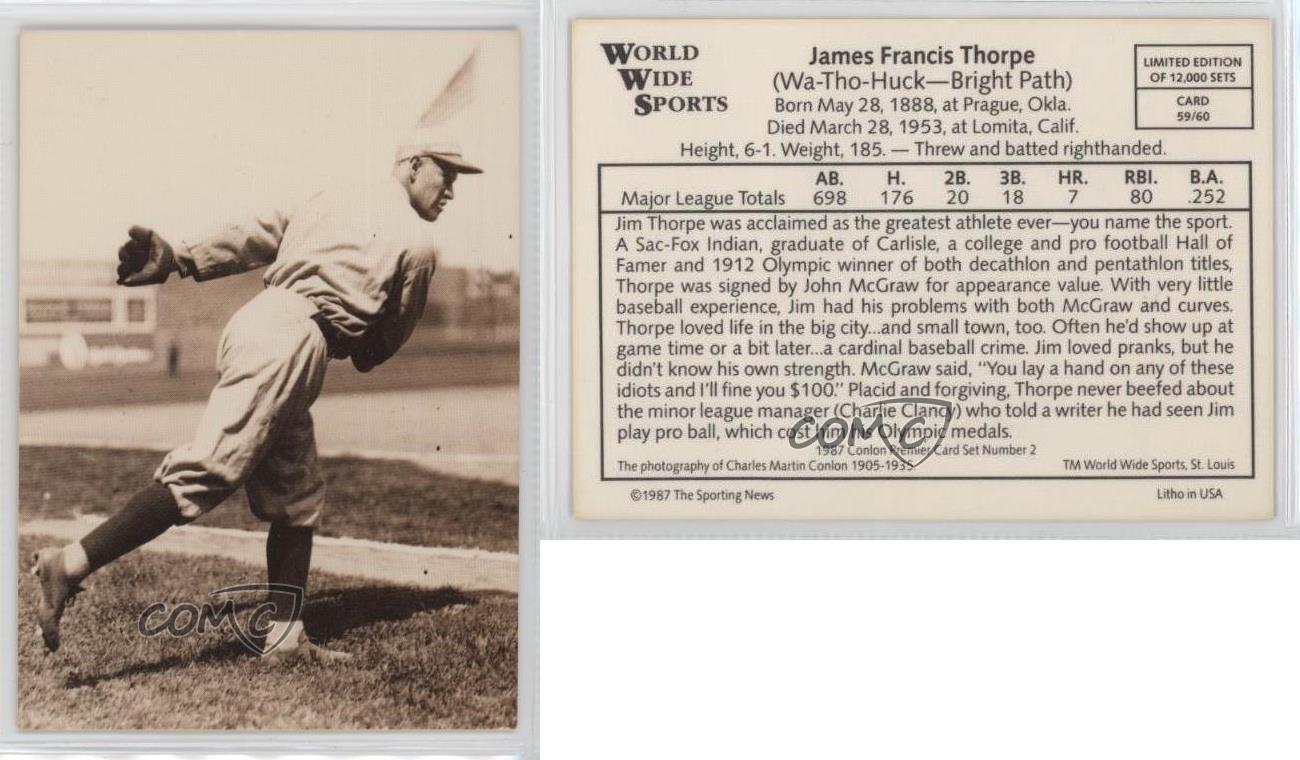 COMC
WORLD
WIDE
SPORTS
James Francis Thorpe
(Wa-Tho-Huck—Bright Path)
Born May 28, 1888, at Prague, Okla.
Died March 28, 1953, at Lomita, Calif.
Height, 6-1. Weight, 185. — Threw and batted righthanded.
LIMITED EDITION
OF 12,000 SETS
CARD
59/60
AB. H. 2B. 3B. HR. RBI. B.A.
Major League Totals 698 176 20 18 7 80 .252
Jim Thorpe was acclaimed as the greatest athlete ever—you name the sport.
A Sac-Fox Indian, graduate of Carlisle, a college and pro football Hall of
Famer and 1912 Olympic winner of both decathlon and pentathlon titles,
Thorpe was signed by John McGraw for appearance value. With very little
baseball experience, Jim had his problems with both McGraw and curves.
Thorpe loved life in the big city...and small town, too. Often he'd show up at
game time or a bit later...a cardinal baseball crime. Jim loved pranks, but he
didn't know his own strength. McGraw said, "You lay a hand on any of these
idiots and I'll fine you $100." Placid and forgiving, Thorpe never beefed about
the minor league manager (Charlie Clancy) who told a writer he had seen Jim
play pro ball, which cost him his Olympic medals.
COMC
1987 Conlon Premier Card Set Number 2
The photography of Charles Martin Conlon 1905-1935 TM World Wide Sports, St. Louis
©1987 The Sporting News Litho in USA